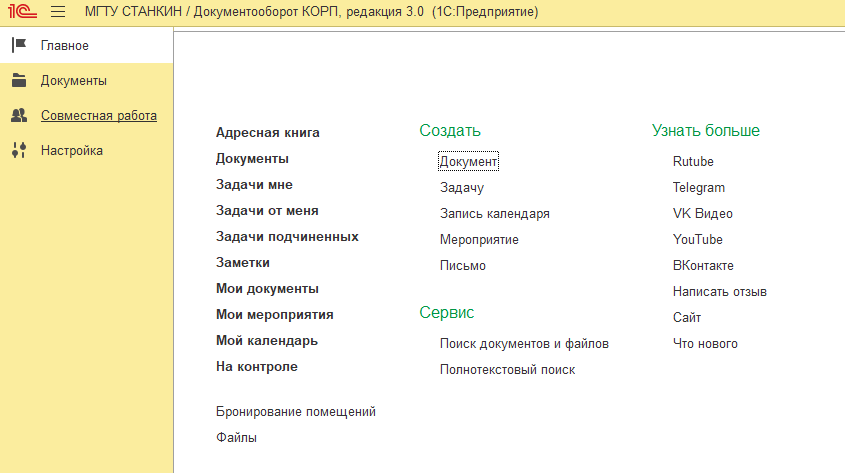 1С МГТУ СТАНКИН / Документооборот КОРП, редакция 3.0 (1С:Предприятие)
Главное
Документы
Совместная работа
Настройка
Адресная книга
Документы
Задачи мне
Задачи от меня
Задачи подчиненных
Заметки
Мои документы
Мои мероприятия
Мой календарь
На контроле
Бронирование помещений
Файлы
Создать
Документ
Задачу
Запись календаря
Мероприятие
Письмо
Сервис
Поиск документов и файлов
Полнотекстовый поиск
Узнать больше
Rutube
Telegram
VK Видео
YouTube
ВКонтакте
Написать отзыв
Сайт
Что нового